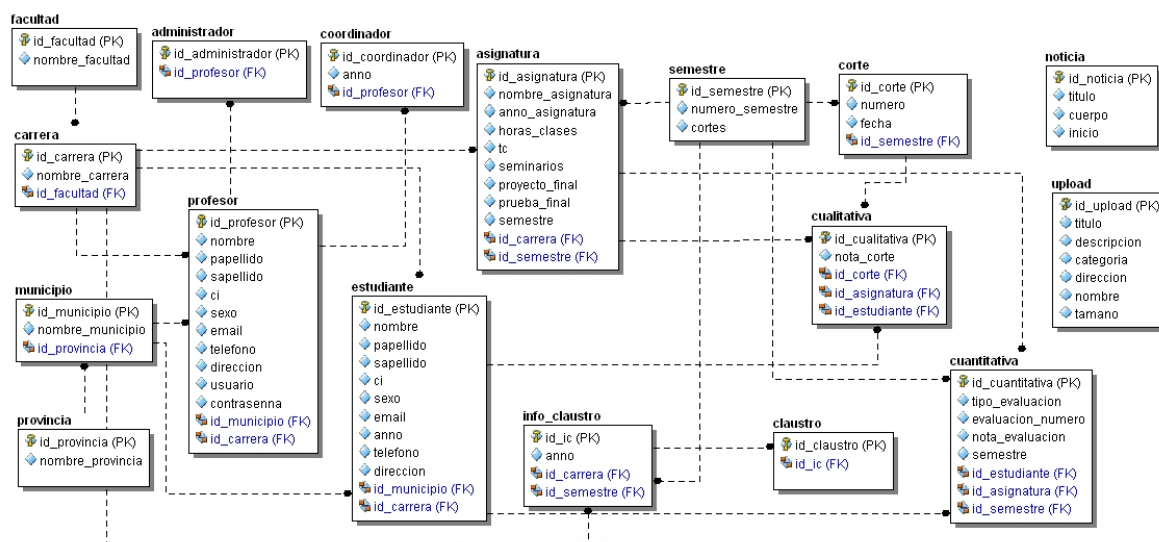 facultad
id_facultad (PK)
nombre_facultad
administrador
id_administrador (PK)
id_profesor (FK)
coordinador
id_coordinador (PK)
anno
id_profesor (FK)
asignatura
id_asignatura (PK)
nombre_asignatura
anno_asignatura
horas_clases
tc
seminarios
proyecto_final
prueba_final
semestre
id_carrera (FK)
id_semestre (FK)
semestre
id_semestre (PK)
numero_semestre
cortes
corte
id_corte (PK)
numero
fecha
id_semestre (FK)
noticia
id_noticia (PK)
titulo
cuerpo
inicio
carrera
id_carrera (PK)
nombre_carrera
id_facultad (FK)
profesor
id_profesor (PK)
nombre
papellido
sapellido
ci
sexo
email
telefono
direccion
usuario
contrasenna
id_municipio (FK)
id_carrera (FK)
upload
id_upload (PK)
titulo
descripcion
categoria
direccion
nombre
tamano
cualitativa
id_cualitativa (PK)
nota_corte
id_corte (FK)
id_asignatura (FK)
id_estudiante (FK)
municipio
id_municipio (PK)
nombre_municipio
id_provincia (FK)
estudiante
id_estudiante (PK)
nombre
papellido
sapellido
ci
sexo
email
anno
telefono
direccion
id_municipio (FK)
id_carrera (FK)
provincia
id_provincia (PK)
nombre_provincia
info_claustro
id_ic (PK)
anno
id_carrera (FK)
id_semestre (FK)
claustro
id_claustro (PK)
id_ic (FK)
cuantitativa
id_cuantitativa (PK)
tipo_evaluacion
evaluacion_numero
nota_evaluacion
semestre
id_estudiante (FK)
id_asignatura (FK)
id_semestre (FK)